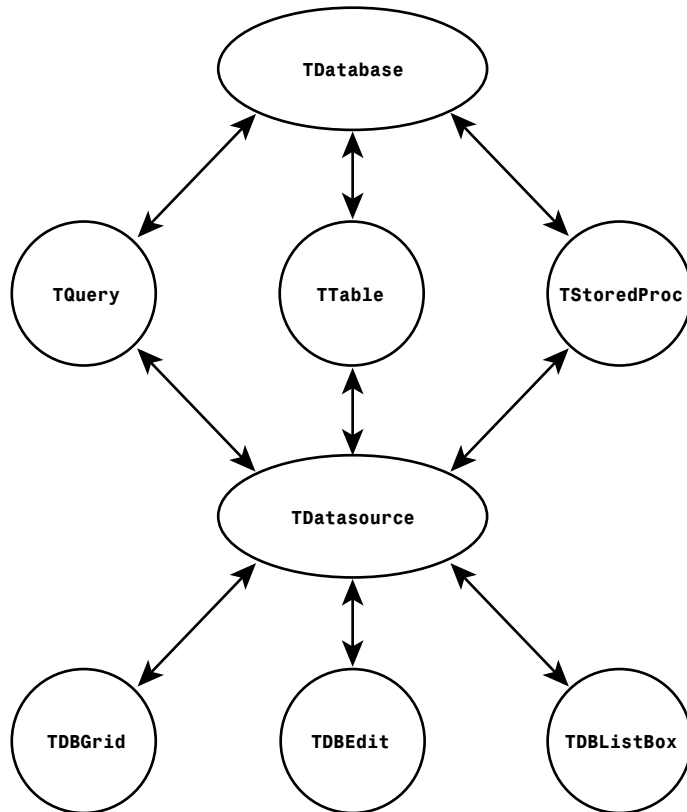 TDatabase
TQuery
TTable
TStoredProc
TDatasource
TDBGrid
TDBEdit
TDBListBox